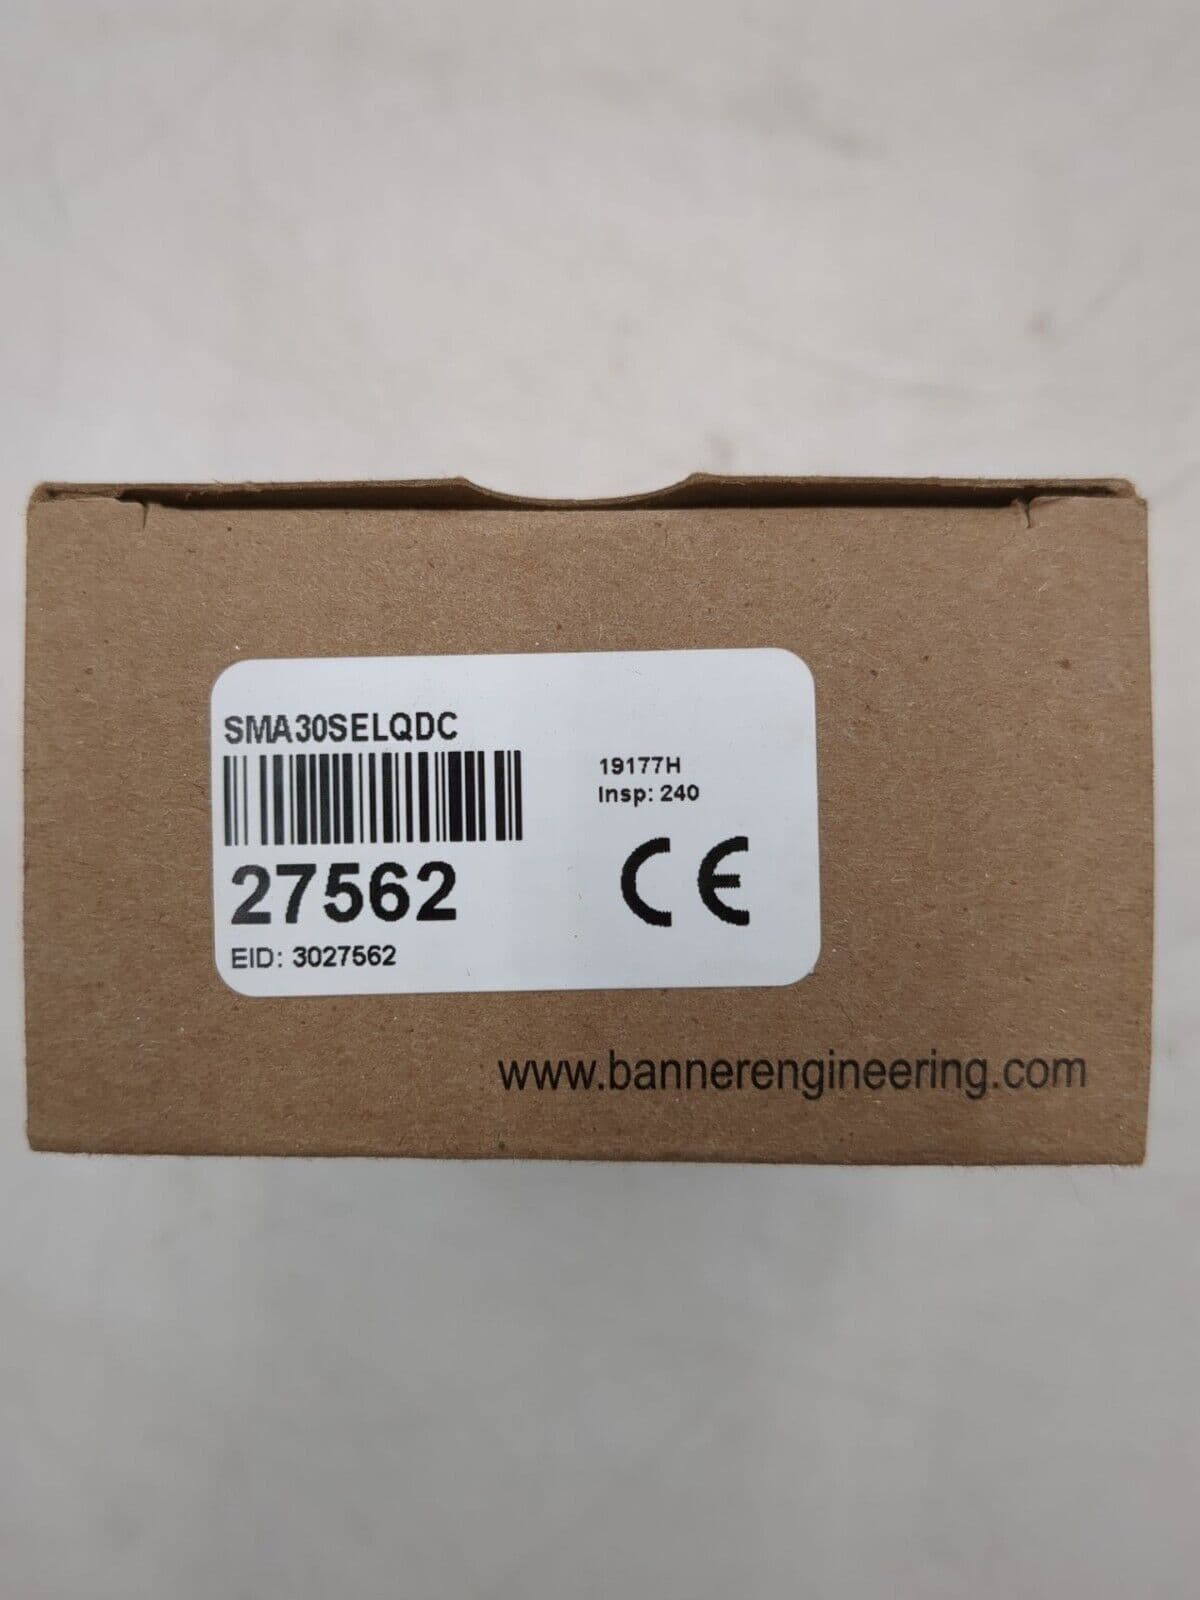 SMA30SELQDC
19177H
Insp: 240
27562
CE
EID: 3027562
www.bannerengineering.com